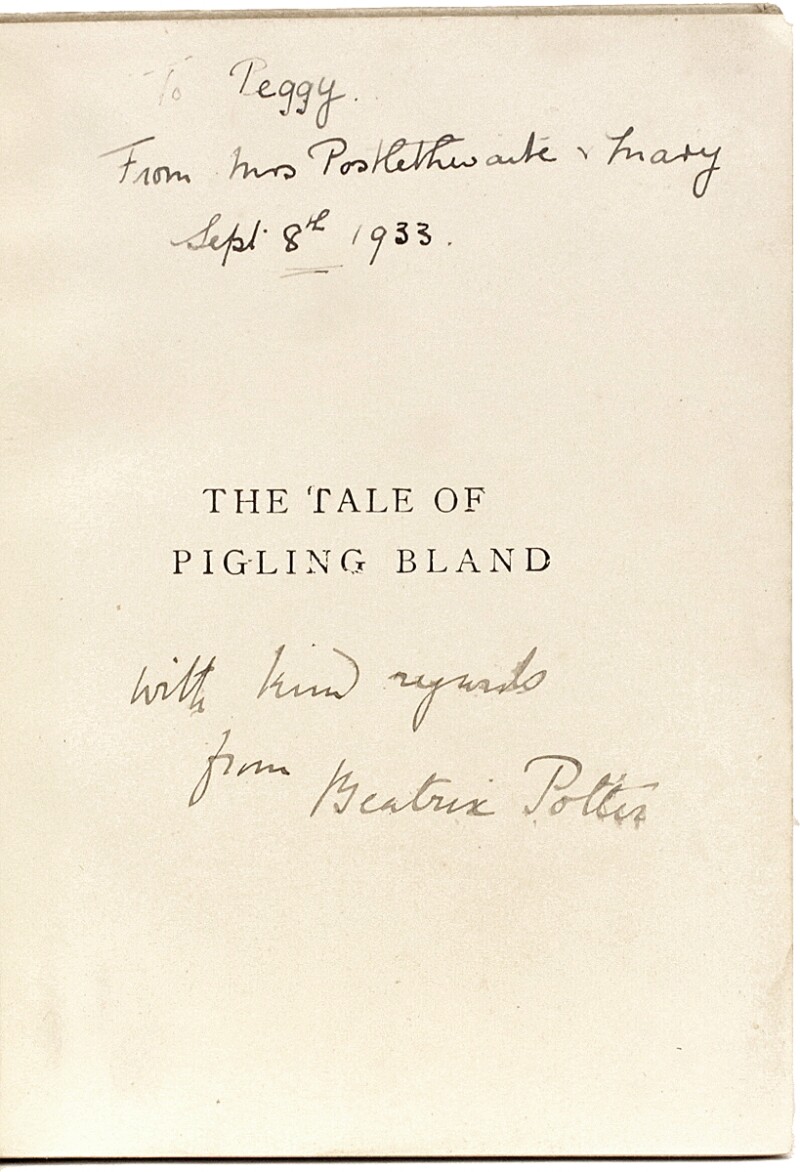 To Peggy.
From Mrs Postlethwaite & Mary
Sept 8th 1933.
THE TALE OF
PIGLING BLAND
with kind regards
from Beatrix Potter